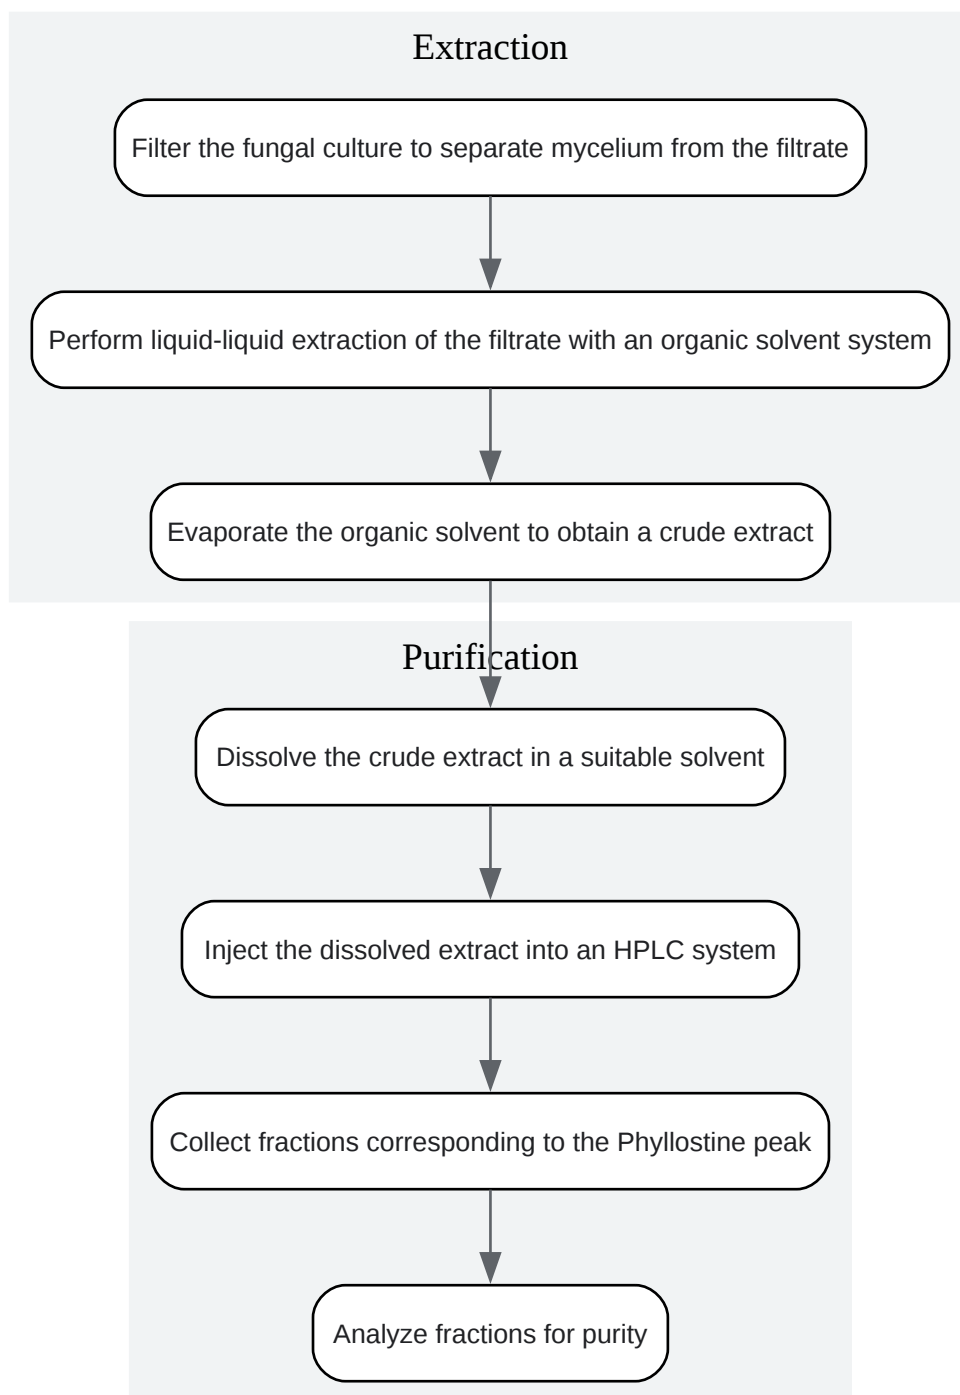 Extraction
Filter the fungal culture to separate mycelium from the filtrate
Perform liquid-liquid extraction of the filtrate with an organic solvent system
Evaporate the organic solvent to obtain a crude extract
Purification
Dissolve the crude extract in a suitable solvent
Inject the dissolved extract into an HPLC system
Collect fractions corresponding to the Phyllostine peak
Analyze fractions for purity